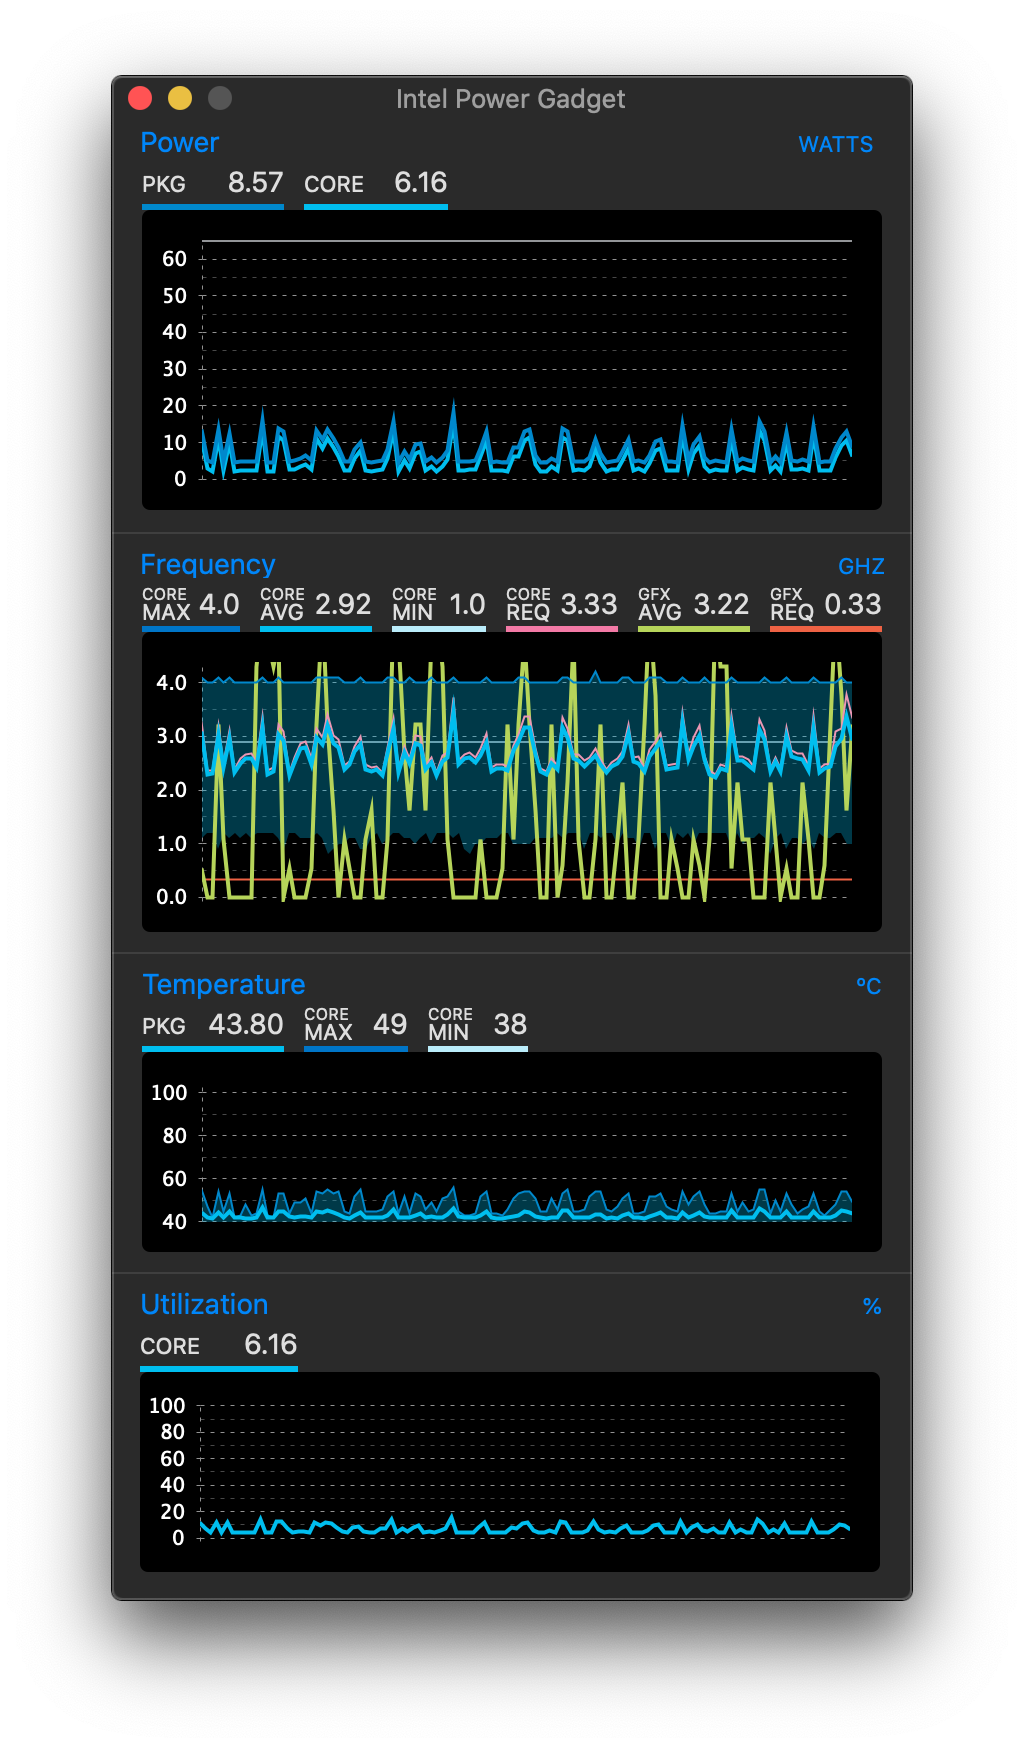 Intel Power Gadget
Power WATTS
PKG 8.57 CORE 6.16
60
50
40
30
20
10
0
Frequency GHZ
CORE MAX 4.0 CORE AVG 2.92 CORE MIN 1.0 CORE REQ 3.33 GFX AVG 3.22 GFX REQ 0.33
4.0
3.0
2.0
1.0
0.0
Temperature ºC
PKG 43.80 CORE MAX 49 CORE MIN 38
100
80
60
40
Utilization %
CORE 6.16
100
80
60
40
20
0